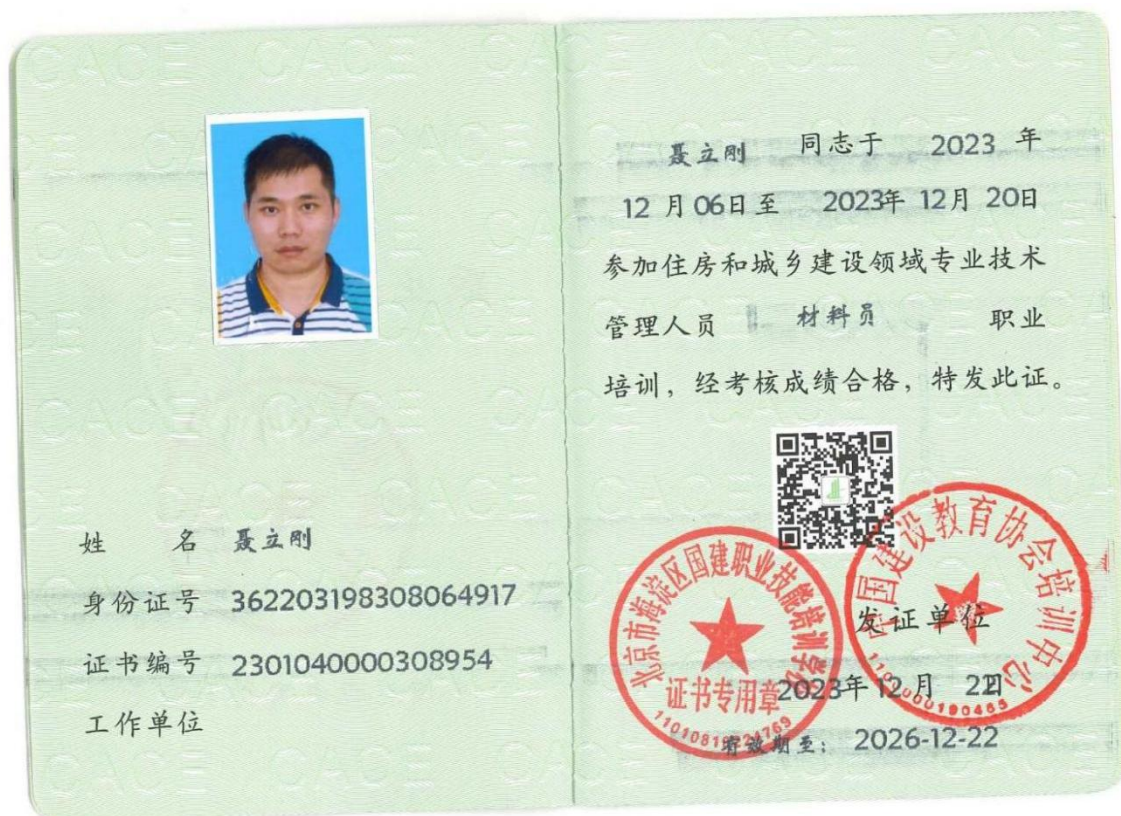 姓 名 聂立刚
身份证号 362203198308064917
证书编号 2301040000308954
工作单位
聂立刚 同志于 2023 年
12 月 06日 至 2023年 12月 20日
参加住房和城乡建设领域专业技术
管理人员 材料员 职业
培训，经考核成绩合格，特发此证。
北京市海淀区国建职业技能培训学校
证书专用章
中国建设教育协会培训中心
发证单位
2023年 12月 22日
有效期至： 2026-12-22
CACE